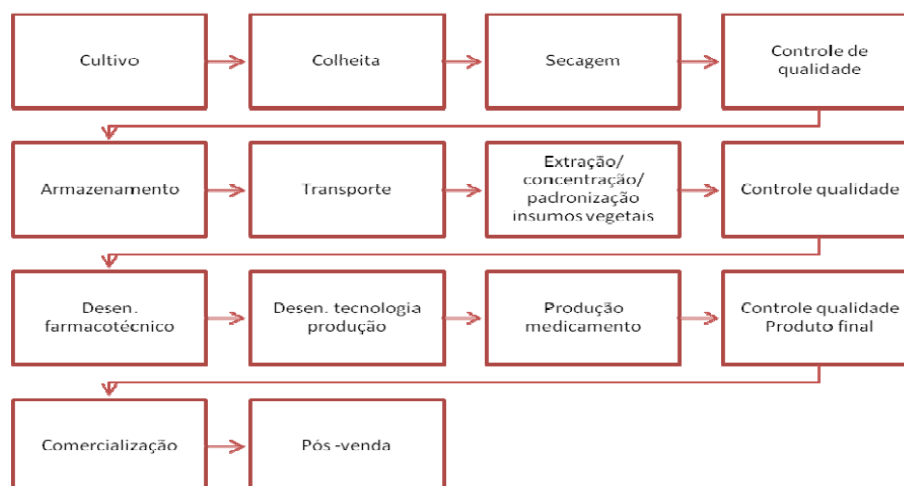 Cultivo
Colheita
Secagem
Controle de
qualidade
Armazenamento
Transporte
Extração/
concentração/
padronização
insumos vegetais
Controle qualidade
Desen.
farmacotécnico
Desen. tecnologia
produção
Produção
medicamento
Controle qualidade
Produto final
Comercialização
Pós -venda